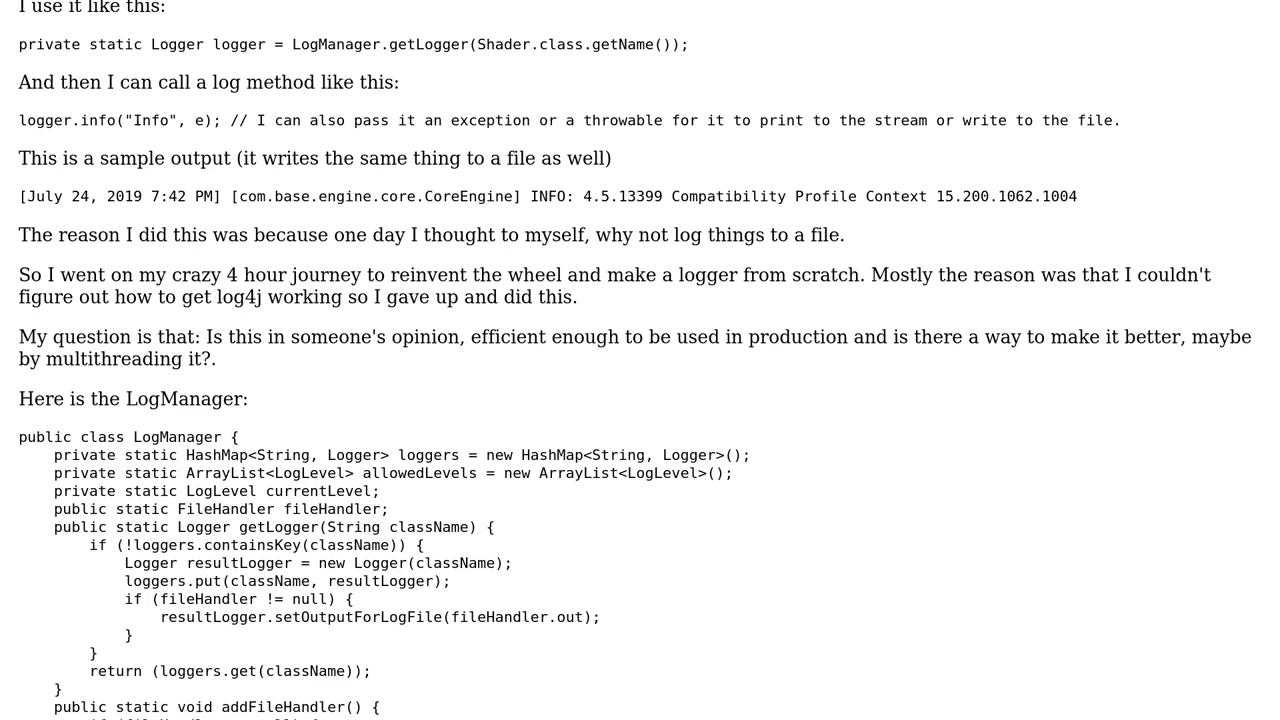 I use it like this:
private static Logger logger = LogManager.getLogger(Shader.class.getName());
And then I can call a log method like this:
logger.info("Info", e); // I can also pass it an exception or a throwable for it to print to the stream or write to the file.
This is a sample output (it writes the same thing to a file as well)
[July 24, 2019 7:42 PM] [com.base.engine.core.CoreEngine] INFO: 4.5.13399 Compatibility Profile Context 15.200.1062.1004
The reason I did this was because one day I thought to myself, why not log things to a file.
So I went on my crazy 4 hour journey to reinvent the wheel and make a logger from scratch. Mostly the reason was that I couldn't
figure out how to get log4j working so I gave up and did this.
My question is that: Is this in someone's opinion, efficient enough to be used in production and is there a way to make it better, maybe
by multithreading it?.
Here is the LogManager:
public class LogManager {
    private static HashMap<String, Logger> loggers = new HashMap<String, Logger>();
    private static ArrayList<LogLevel> allowedLevels = new ArrayList<LogLevel>();
    private static LogLevel currentLevel;
    public static FileHandler fileHandler;
    public static Logger getLogger(String className) {
        if (!loggers.containsKey(className)) {
            Logger resultLogger = new Logger(className);
            loggers.put(className, resultLogger);
            if (fileHandler != null) {
                resultLogger.setOutputForLogFile(fileHandler.out);
            }
        }
        return (loggers.get(className));
    }
    public static void addFileHandler() {